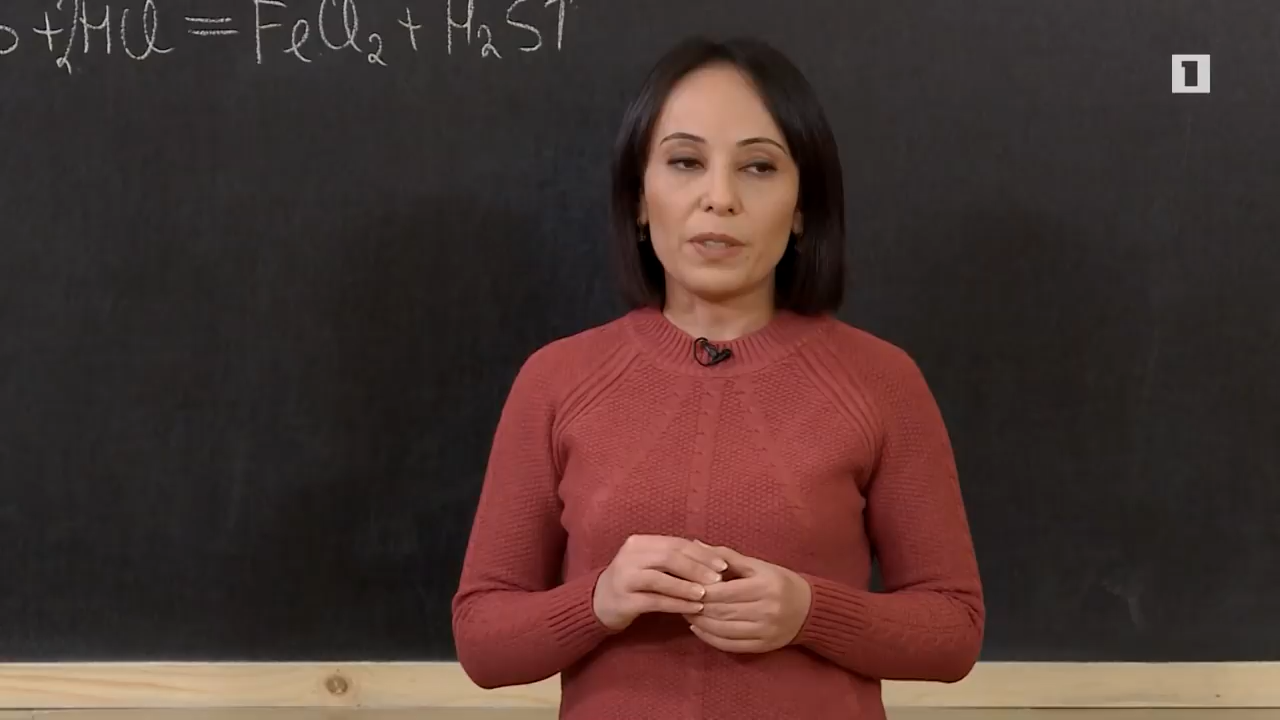 +2HCl = FeCl₂ + H₂S↑
1